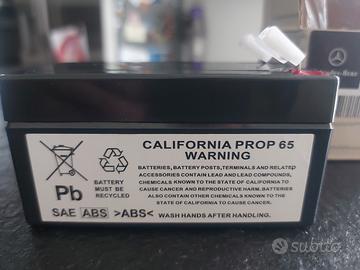 CALIFORNIA PROP 65
WARNING
BATTERIES, BATTERY POSTS, TERMINALS AND RELATED
ACCESSORIES CONTAIN LEAD AND LEAD COMPOUNDS,
CHEMICALS KNOWN TO THE STATE OF CALIFORNIA
TO CAUSE CANCER AND REPRODUCTIVE HARM. BATTERIES
ALSO CONTAIN OTHER CHEMICALS KNOWN TO THE STATE OF CALIFORNIA
TO CAUSE CANCER.
WASH HANDS AFTER HANDLING.
BATTERY
MUST BE
RECYCLED
Pb
SAE ABS >ABS<
subito